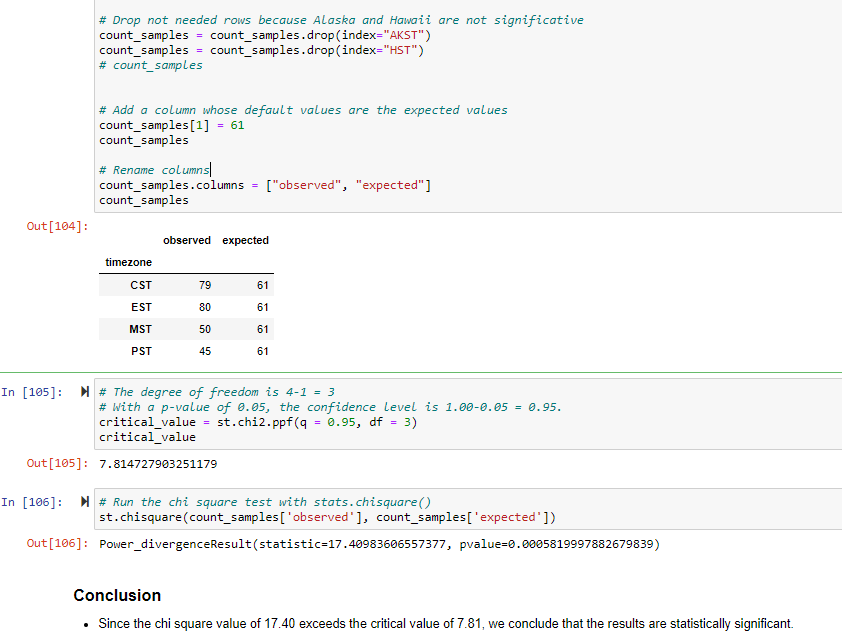 # Drop not needed rows because Alaska and Hawaii are not significative
count_samples = count_samples.drop(index="AKST")
count_samples = count_samples.drop(index="HST")
# count_samples
# Add a column whose default values are the expected values
count_samples[1] = 61
count_samples
# Rename columns
count_samples.columns = ["observed", "expected"]
count_samples
Out[104]:
observed expected
timezone
CST 79 61
EST 80 61
MST 50 61
PST 45 61
In [105]: # The degree of freedom is 4-1 = 3
# With a p-value of 0.05, the confidence level is 1.00-0.05 = 0.95.
critical_value = st.chi2.ppf(q = 0.95, df = 3)
critical_value
Out[105]: 7.814727903251179
In [106]: # Run the chi square test with stats.chisquare()
st.chisquare(count_samples['observed'], count_samples['expected'])
Out[106]: Power_divergenceResult(statistic=17.40983606557377, pvalue=0.0005819997882679839)
Conclusion
• Since the chi square value of 17.40 exceeds the critical value of 7.81, we conclude that the results are statistically significant.